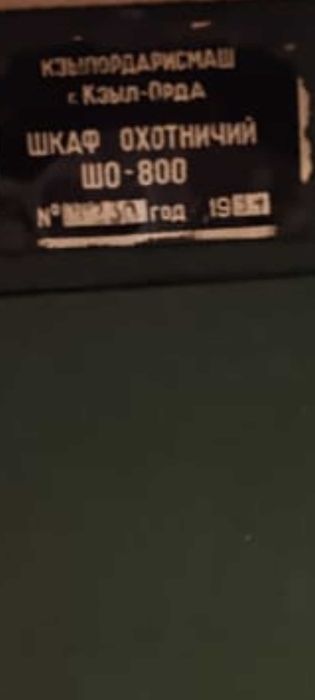 КЗЫЛОРДАРИСМАШ
г. Кзыл-Орда
ШКАФ ОХОТНИЧИЙ
ШО-800
№ год 19